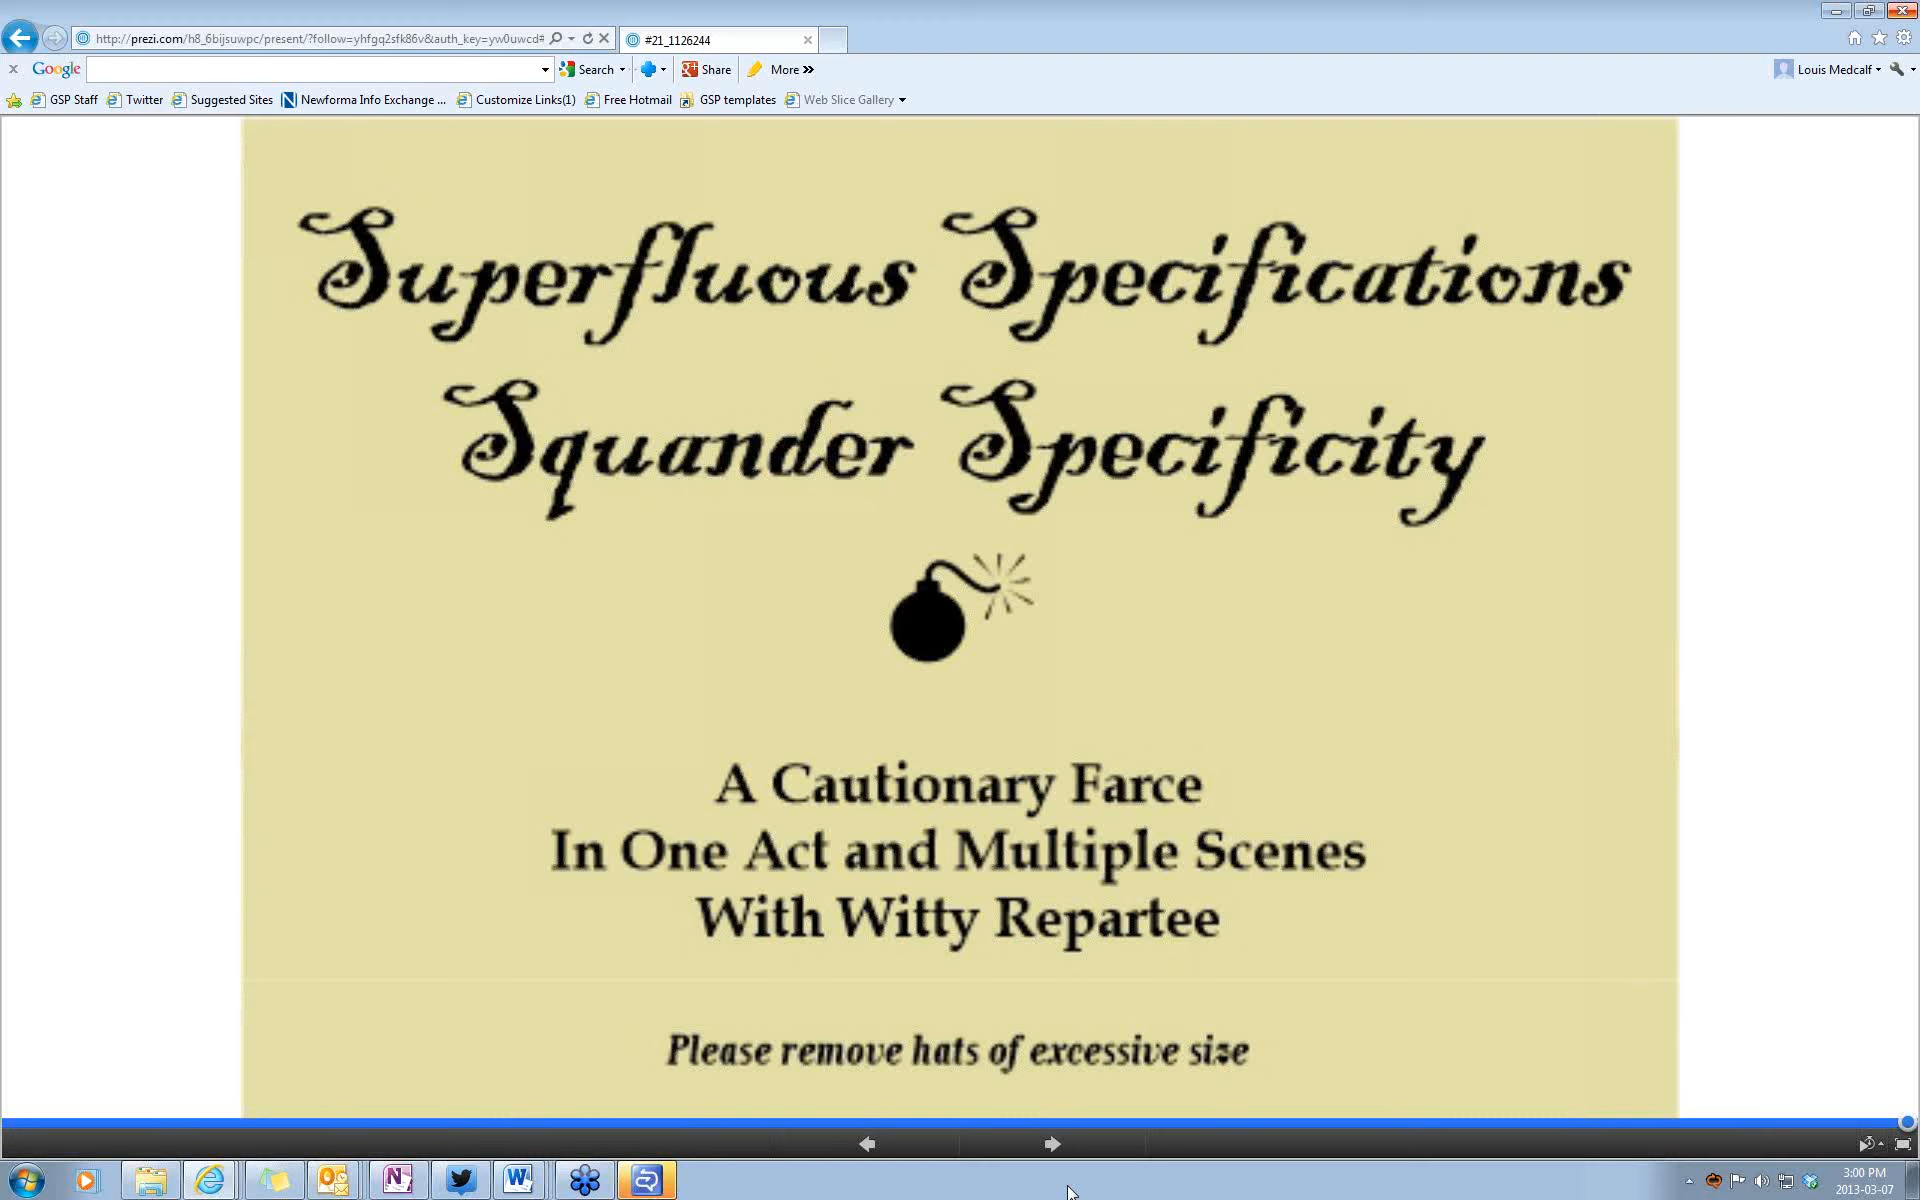 http://prezi.com/h8_6bijsuwpc/present/?follow=yhfgq2sfk86v&auth_key=yw0uwcd#
#21_1126244
Google
Search
Share
More »
Louis Medcalf
GSP Staff
Twitter
Suggested Sites
Newforma Info Exchange ...
Customize Links(1)
Free Hotmail
GSP templates
Web Slice Gallery
Superfluous Specifications
Squander Specificity
A Cautionary Farce
In One Act and Multiple Scenes
With Witty Repartee
Please remove hats of excessive size
3:00 PM
2013-03-07